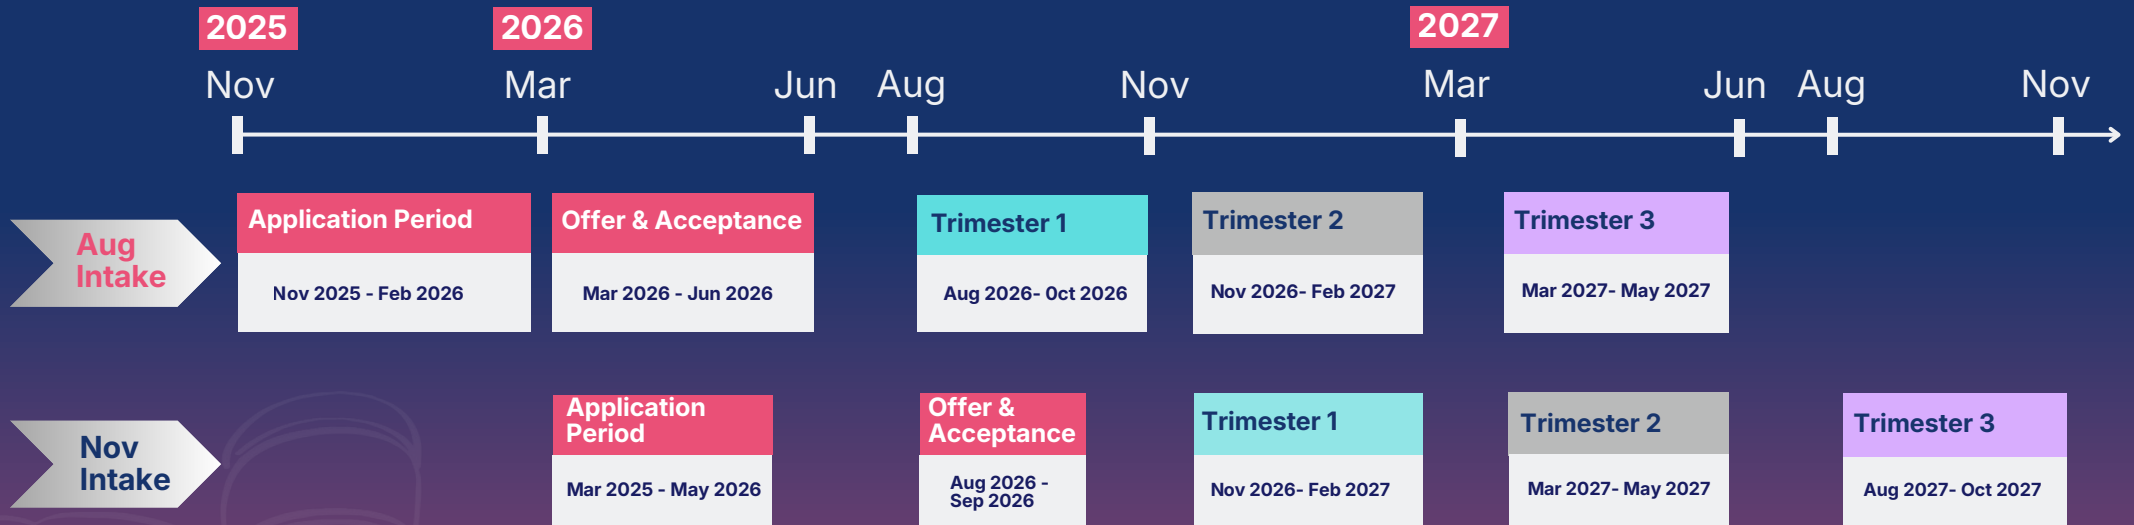 2025
2026
2027
Nov
Mar
Jun
Aug
Nov
Mar
Jun
Aug
Nov
Aug
Intake
Application Period
Nov 2025 - Feb 2026
Offer & Acceptance
Mar 2026 - Jun 2026
Trimester 1
Aug 2026- Oct 2026
Trimester 2
Nov 2026- Feb 2027
Trimester 3
Mar 2027- May 2027
Nov
Intake
Application
Period
Mar 2025 - May 2026
Offer &
Acceptance
Aug 2026 -
Sep 2026
Trimester 1
Nov 2026- Feb 2027
Trimester 2
Mar 2027- May 2027
Trimester 3
Aug 2027- Oct 2027